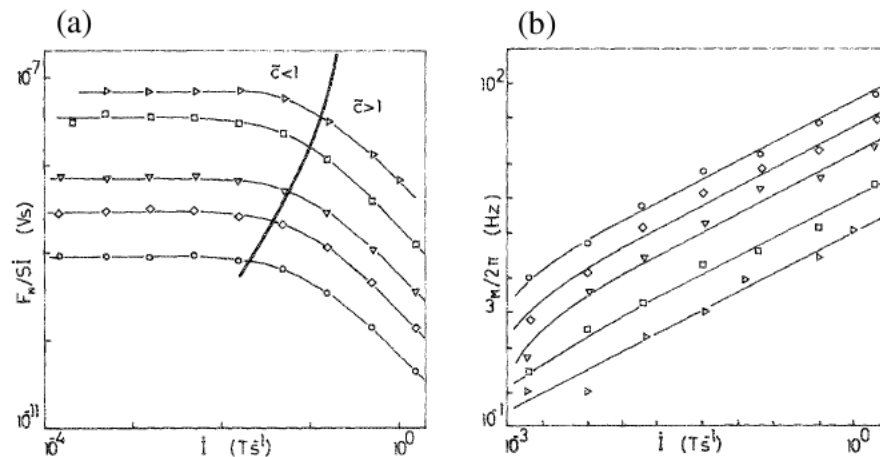 (a)
(b)
10⁻⁷
c̃<1
c̃>1
F_N/Sİ (Vs)
10⁻¹¹
10⁻⁴
İ (Ts⁻¹)
10⁰
10²
ω_M/2π (Hz)
10⁻¹
10⁻³
İ (Ts⁻¹)
10⁰